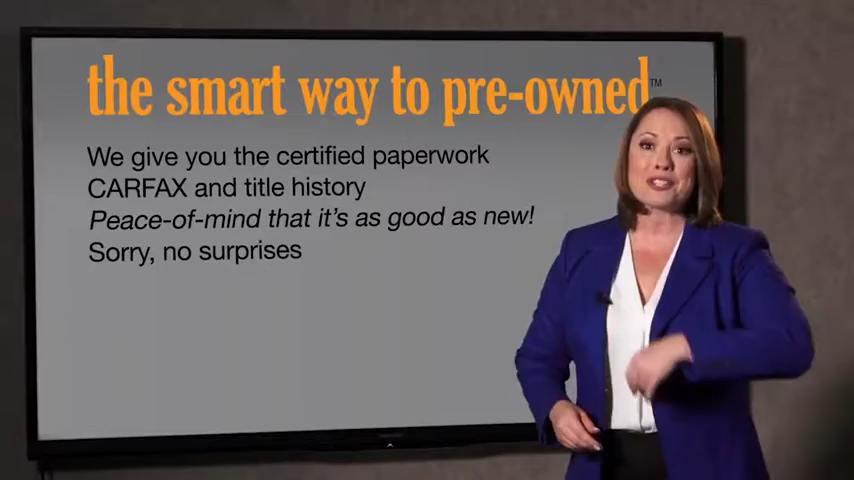 the smart way to pre-owned™
We give you the certified paperwork
CARFAX and title history
Peace-of-mind that it's as good as new!
Sorry, no surprises